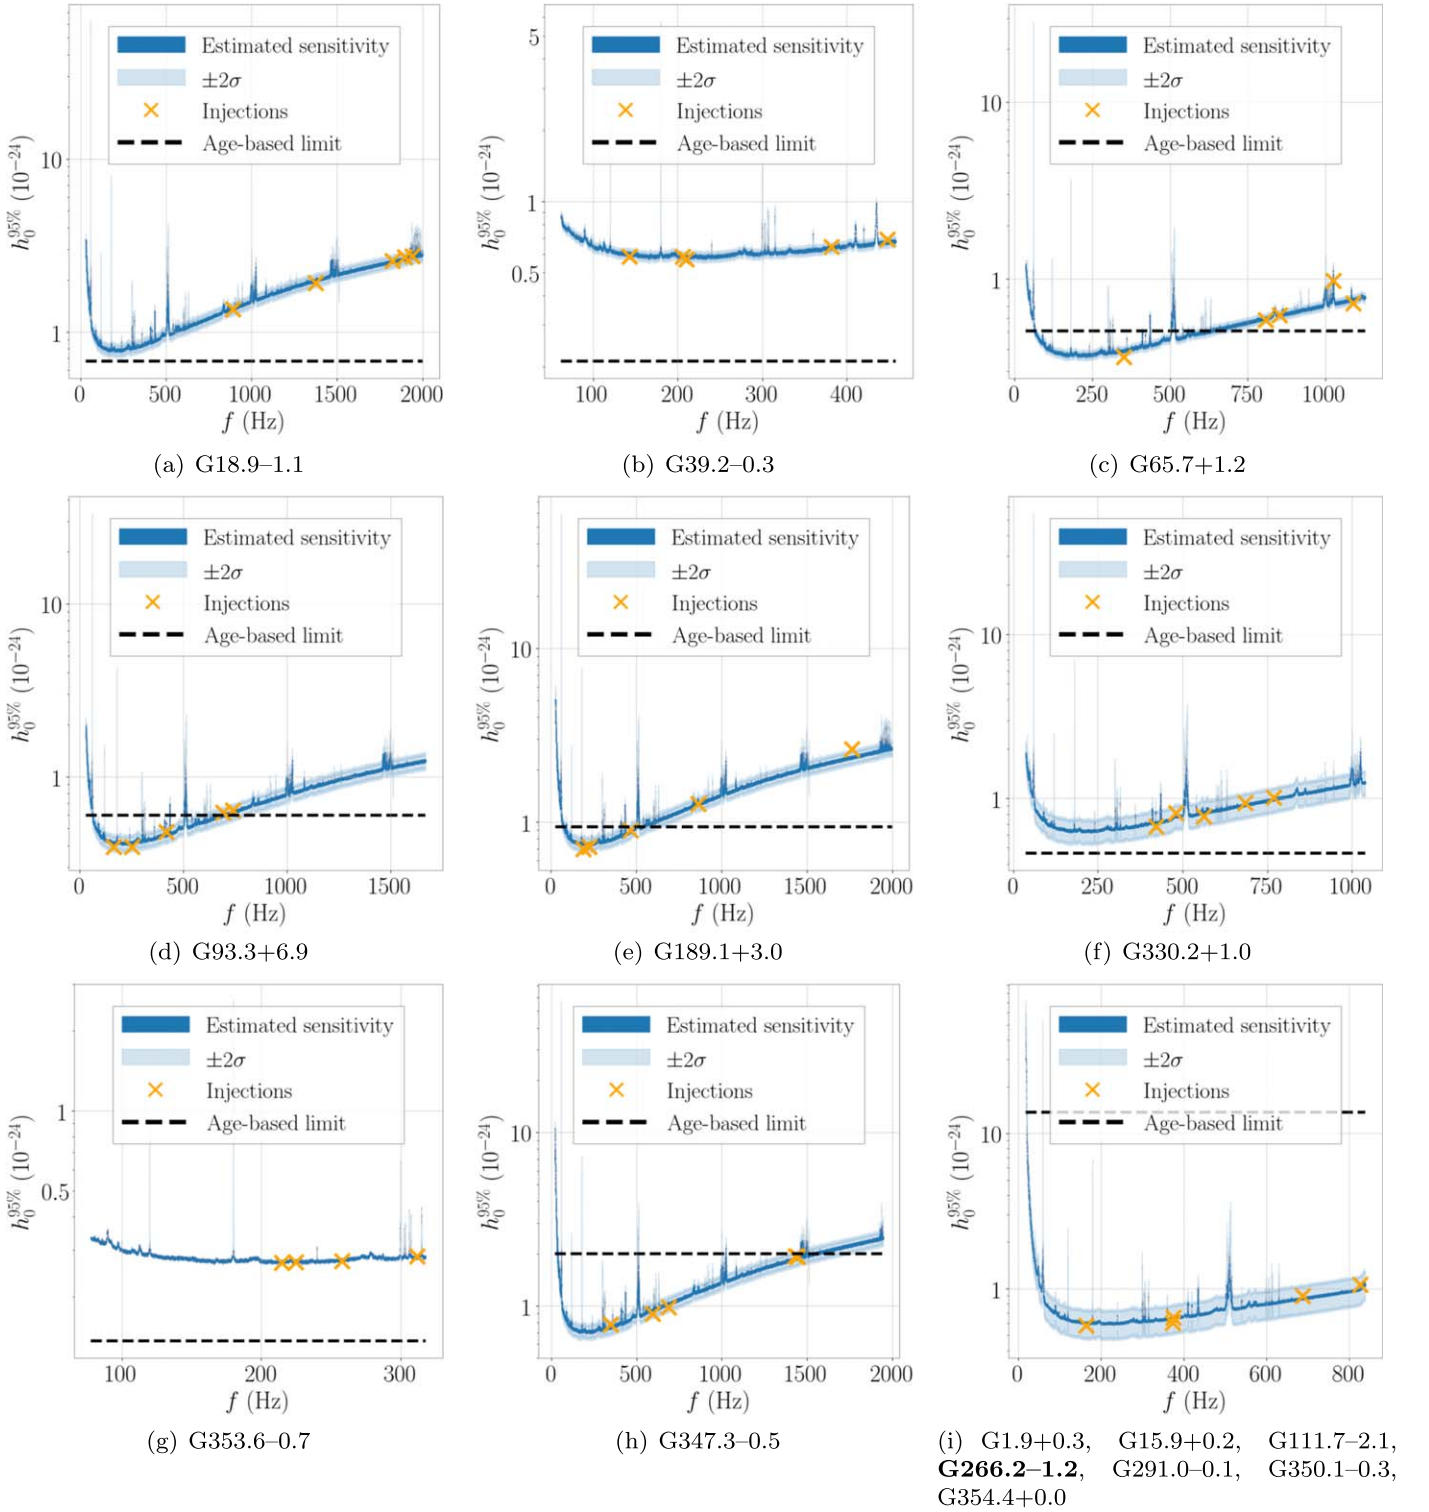 Estimated sensitivity
±2σ
Injections
Age-based limit
10
1
h₀^95% (10⁻²⁴)
0 500 1000 1500 2000
f (Hz)
(a) G18.9–1.1
Estimated sensitivity
±2σ
Injections
Age-based limit
5
1
0.5
h₀^95% (10⁻²⁴)
100 200 300 400
f (Hz)
(b) G39.2–0.3
Estimated sensitivity
±2σ
Injections
Age-based limit
10
1
h₀^95% (10⁻²⁴)
0 250 500 750 1000
f (Hz)
(c) G65.7+1.2
Estimated sensitivity
±2σ
Injections
Age-based limit
10
1
h₀^95% (10⁻²⁴)
0 500 1000 1500
f (Hz)
(d) G93.3+6.9
Estimated sensitivity
±2σ
Injections
Age-based limit
10
1
h₀^95% (10⁻²⁴)
0 500 1000 1500 2000
f (Hz)
(e) G189.1+3.0
Estimated sensitivity
±2σ
Injections
Age-based limit
10
1
h₀^95% (10⁻²⁴)
0 250 500 750 1000
f (Hz)
(f) G330.2+1.0
Estimated sensitivity
±2σ
Injections
Age-based limit
1
0.5
h₀^95% (10⁻²⁴)
100 200 300
f (Hz)
(g) G353.6–0.7
Estimated sensitivity
±2σ
Injections
Age-based limit
10
1
h₀^95% (10⁻²⁴)
0 500 1000 1500 2000
f (Hz)
(h) G347.3–0.5
Estimated sensitivity
±2σ
Injections
Age-based limit
10
1
h₀^95% (10⁻²⁴)
0 200 400 600 800
f (Hz)
(i) G1.9+0.3, G15.9+0.2, G111.7–2.1,
G266.2–1.2, G291.0–0.1, G350.1–0.3,
G354.4+0.0